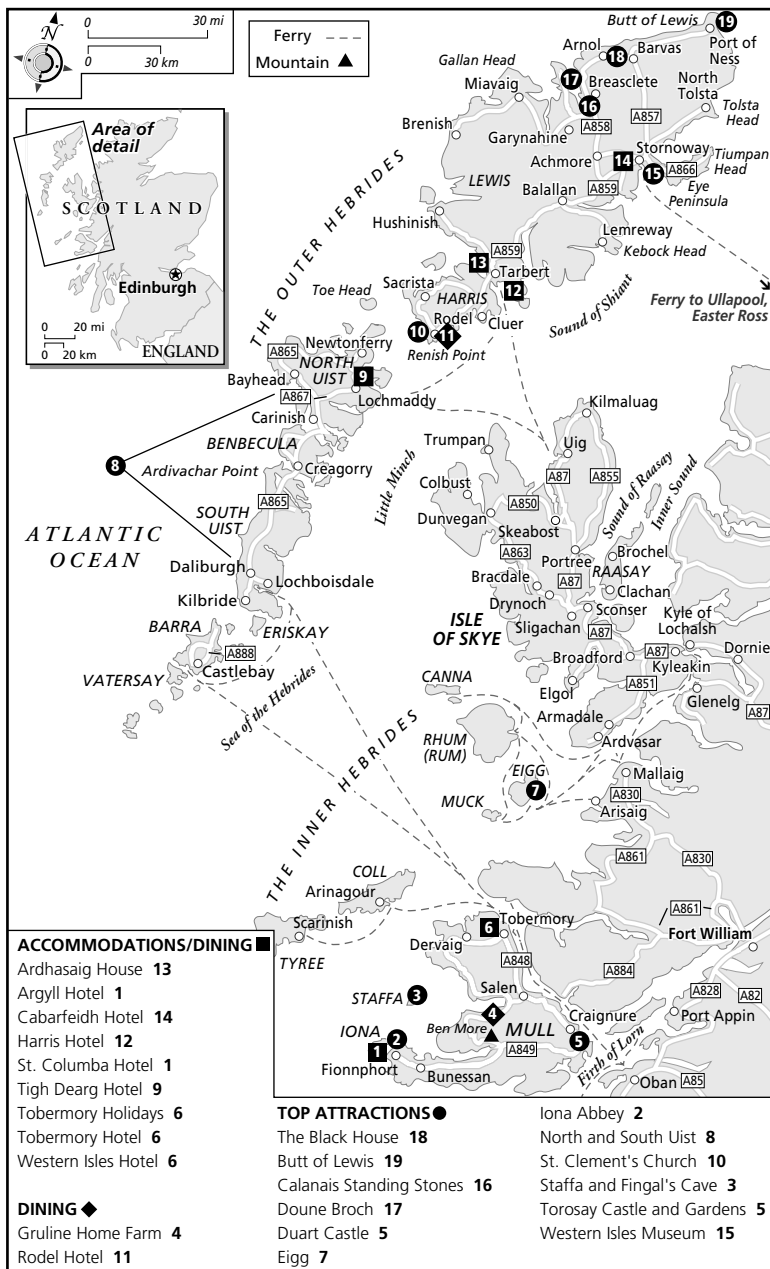 N
0 30 mi
0 30 km
Ferry
Mountain
Area of
detail
SCOTLAND
Edinburgh
0 20 mi
0 20 km
ENGLAND
Butt of Lewis 19
Port of
Ness
Arnol 18 Barvas
Gallan Head
17
Miavaig
Breasclete
16
North
Tolsta
Tolsta
Head
Brenish
Garynahine
A858
A857
Achmore
14
Stornoway
15
A866
Tiumpan
Head
Eye
Peninsula
LEWIS
Balallan
A859
Hushinish
Lemreway
Kebock Head
A859
13
Tarbert
12
THE OUTER HEBRIDES
Toe Head
Sacrista
HARRIS
Rodel
Cluer
10
11
Renish Point
Sound of Shiant
Ferry to Ullapool,
Easter Ross
Newtonferry
A865
NORTH
UIST
Bayhead
9
A867
Lochmaddy
Carinish
BENBECULA
8
Ardivachar Point
Creagorry
A865
SOUTH
UIST
ATLANTIC
OCEAN
Daliburgh
Lochboisdale
Kilbride
BARRA
ERISKAY
A888
Castlebay
VATERSAY
Sea of the Hebrides
Little Minch
Kilmaluag
Trumpan
Uig
Colbust
A87
A855
A850
Dunvegan
Skeabost
Sound of Raasay
Inner Sound
A863
Portree
Brochel
RAASAY
Bracdale
A87
Clachan
Drynoch
Sconser
Sligachan
ISLE
OF SKYE
A87
Kyle of
Lochalsh
Broadford
A87
Kyleakin
Dornie
Elgol
A851
Glenelg
A87
Armadale
Ardvasar
CANNA
RHUM
(RUM)
EIGG
7
MUCK
Mallaig
A830
Arisaig
A861
A830
A861
Fort William
THE INNER HEBRIDES
COLL
Arinagour
Scarinish
TYREE
6
Tobermory
Dervaig
A848
A884
A828
A82
Salen
STAFFA 3
4
Craignure
Port Appin
Ben More
MULL
5
IONA 2
1
A849
Firth of Lorn
Fionnphort
Bunessan
Oban
A85
ACCOMMODATIONS/DINING
Ardhasaig House 13
Argyll Hotel 1
Cabarfeidh Hotel 14
Harris Hotel 12
St. Columba Hotel 1
Tigh Dearg Hotel 9
Tobermory Holidays 6
Tobermory Hotel 6
Western Isles Hotel 6
DINING
Gruline Home Farm 4
Rodel Hotel 11
TOP ATTRACTIONS
The Black House 18
Butt of Lewis 19
Calanais Standing Stones 16
Doune Broch 17
Duart Castle 5
Eigg 7
Iona Abbey 2
North and South Uist 8
St. Clement's Church 10
Staffa and Fingal's Cave 3
Torosay Castle and Gardens 5
Western Isles Museum 15